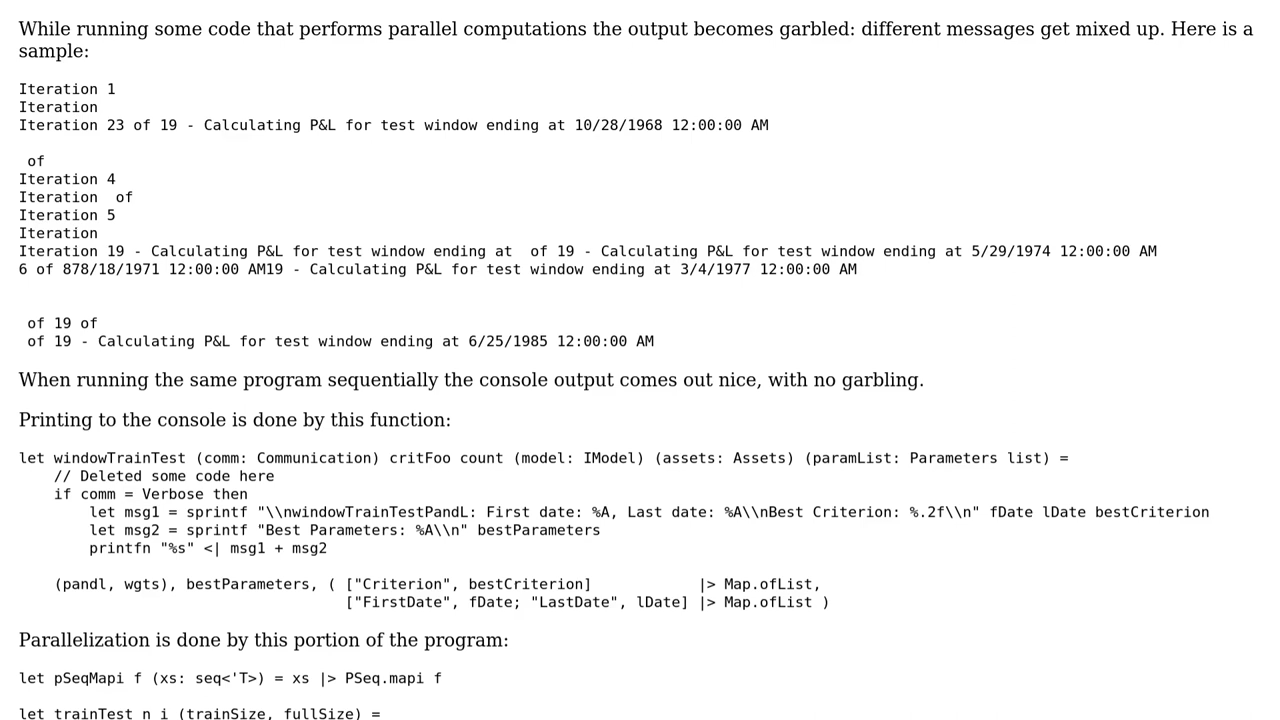 While running some code that performs parallel computations the output becomes garbled: different messages get mixed up. Here is a
sample:
Iteration 1
Iteration
Iteration 23 of 19 - Calculating P&L for test window ending at 10/28/1968 12:00:00 AM
 of
Iteration 4
Iteration  of
Iteration 5
Iteration
Iteration 19 - Calculating P&L for test window ending at  of 19 - Calculating P&L for test window ending at 5/29/1974 12:00:00 AM
6 of 878/18/1971 12:00:00 AM19 - Calculating P&L for test window ending at 3/4/1977 12:00:00 AM
 of 19 of
 of 19 - Calculating P&L for test window ending at 6/25/1985 12:00:00 AM
When running the same program sequentially the console output comes out nice, with no garbling.
Printing to the console is done by this function:
let windowTrainTest (comm: Communication) critFoo count (model: IModel) (assets: Assets) (paramList: Parameters list) =
    // Deleted some code here
    if comm = Verbose then
        let msg1 = sprintf "\\nwindowTrainTestPandL: First date: %A, Last date: %A\\nBest Criterion: %.2f\\n" fDate lDate bestCriterion
        let msg2 = sprintf "Best Parameters: %A\\n" bestParameters
        printfn "%s" <| msg1 + msg2
    (pandl, wgts), bestParameters, ( ["Criterion", bestCriterion]            |> Map.ofList,
                                     ["FirstDate", fDate; "LastDate", lDate] |> Map.ofList )
Parallelization is done by this portion of the program:
let pSeqMapi f (xs: seq<'T>) = xs |> PSeq.mapi f
let trainTest n i (trainSize, fullSize) =